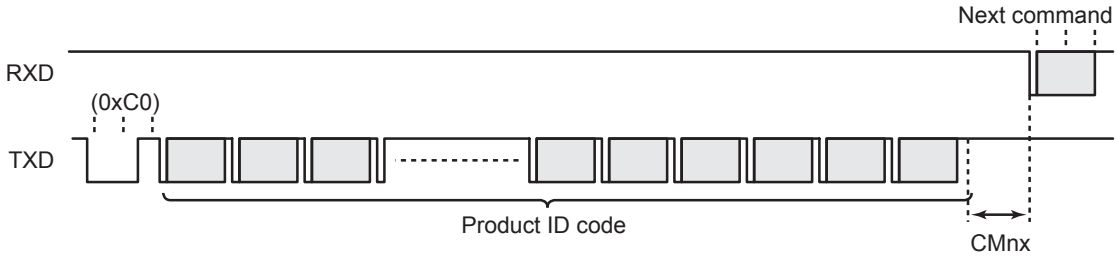 Next command
RXD
(0xC0)
TXD
Product ID code
CMnx